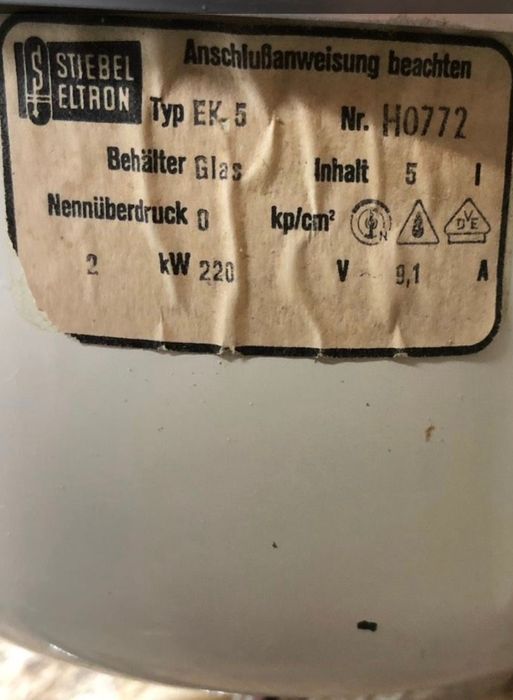 STIEBEL ELTRON
Anschlußanweisung beachten
Typ EK 5 Nr. H0772
Behälter Glas Inhalt 5 l
Nennüberdruck 0 kp/cm² N VDE
2 kW 220 V ~ 9,1 A